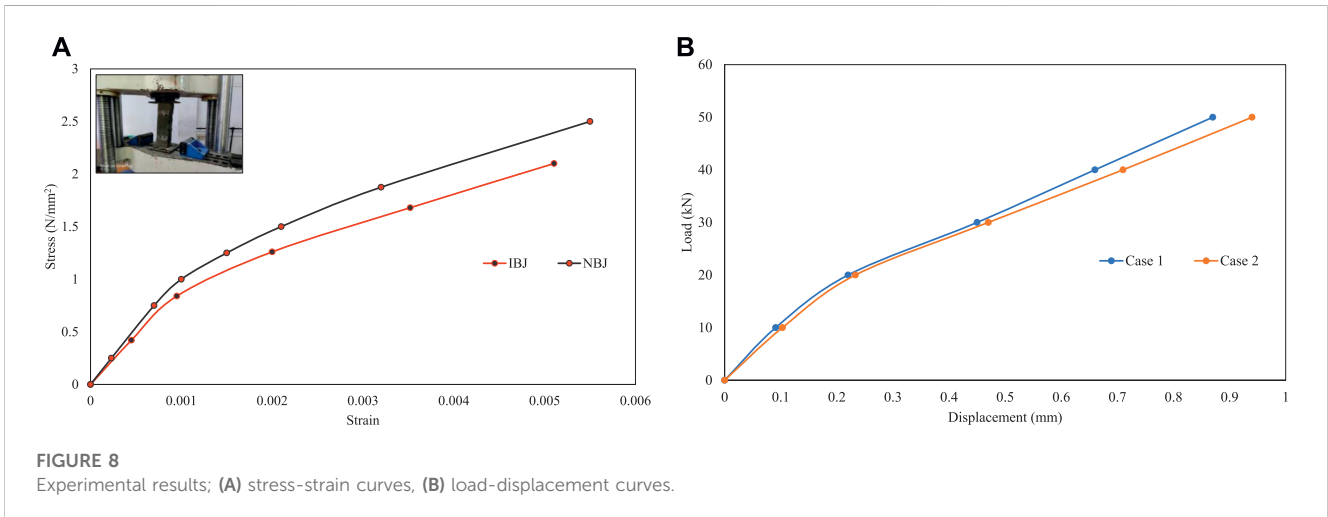 A
B
3
2.5
2
1.5
1
0.5
0
Stress (N/mm²)
0 0.001 0.002 0.003 0.004 0.005 0.006
Strain
IBJ NBJ
60
50
40
30
20
10
0
Load (kN)
0 0.1 0.2 0.3 0.4 0.5 0.6 0.7 0.8 0.9 1
Displacement (mm)
Case 1 Case 2
FIGURE 8
Experimental results; (A) stress-strain curves, (B) load-displacement curves.